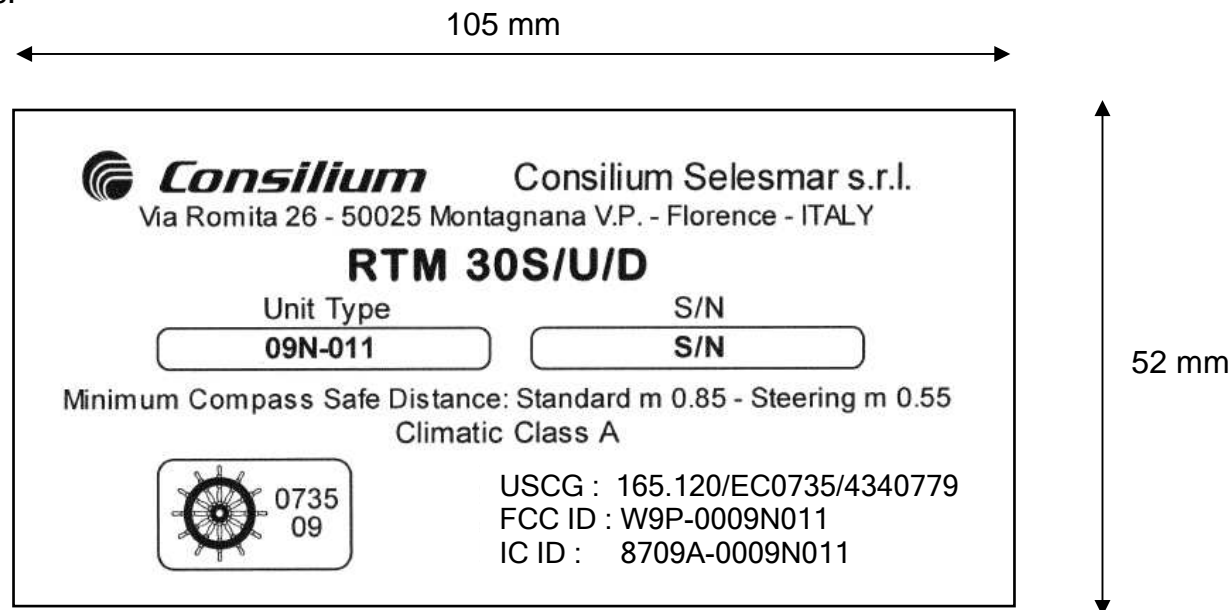 105 mm
Consilium Consilium Selesmar s.r.l.
Via Romita 26 - 50025 Montagnana V.P. - Florence - ITALY
RTM 30S/U/D
Unit Type S/N
09N-011 S/N
52 mm
Minimum Compass Safe Distance: Standard m 0.85 - Steering m 0.55
Climatic Class A
0735
09
USCG : 165.120/EC0735/4340779
FCC ID : W9P-0009N011
IC ID : 8709A-0009N011